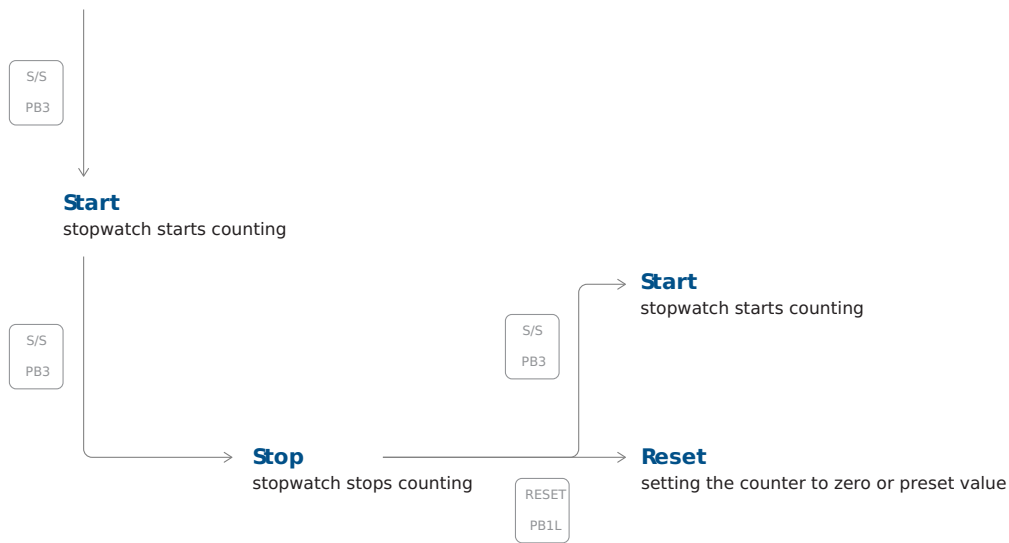 S/S
PB3
Start
stopwatch starts counting
Start
stopwatch starts counting
S/S
PB3
S/S
PB3
Stop
stopwatch stops counting
Reset
setting the counter to zero or preset value
RESET
PB1L